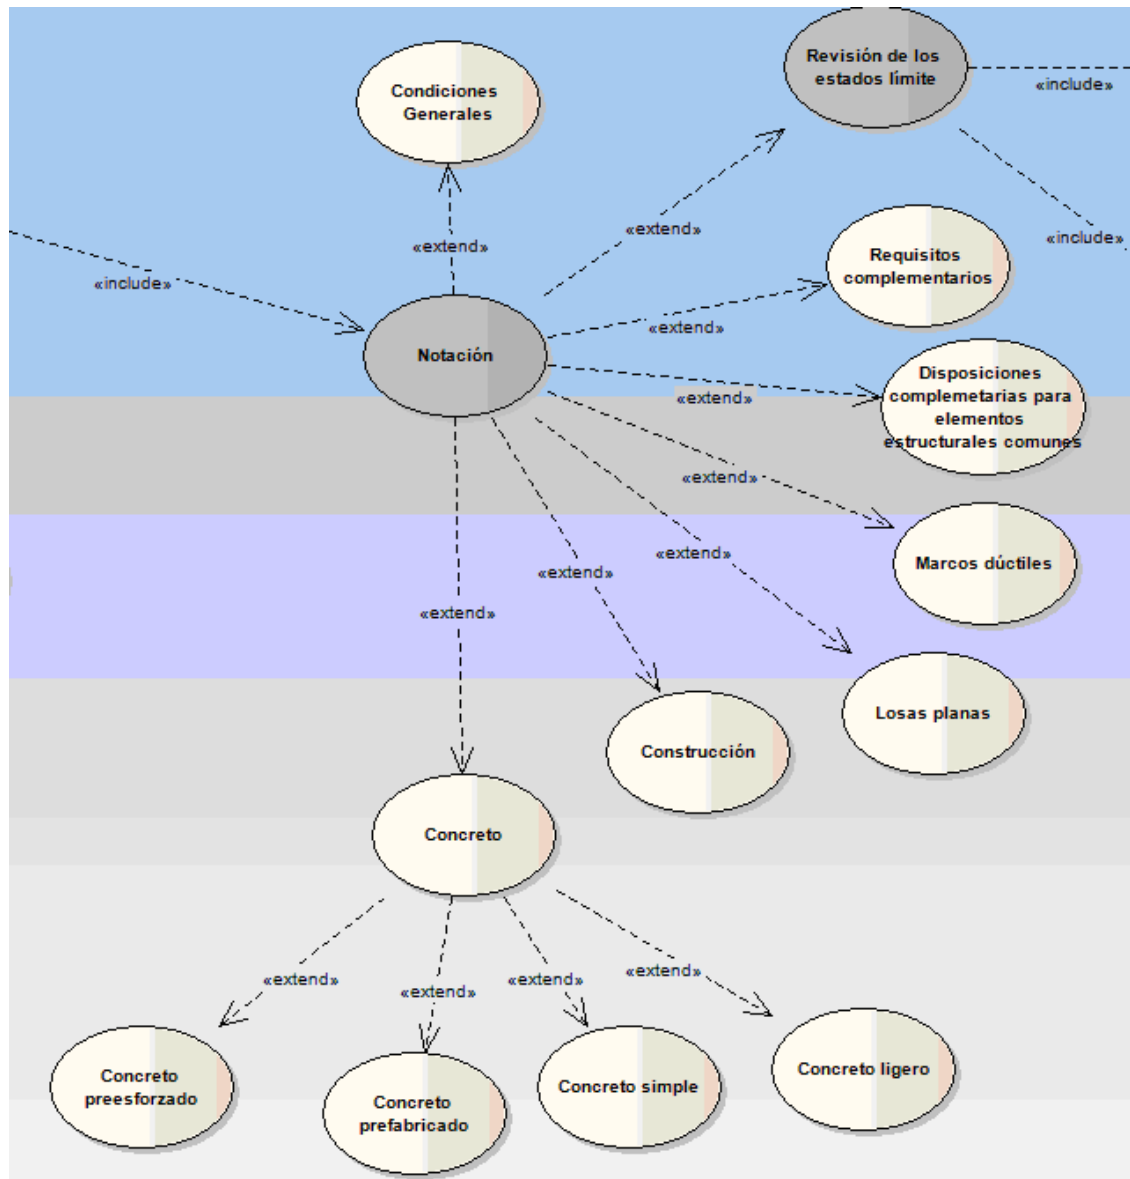 Revisión de los
estados límite
«include»
Condiciones
Generales
«extend»
«extend»
«include»
Requisitos
complementarios
«include»
«extend»
Notación
Disposiciones
complemetarias para
elementos
estructurales comunes
«extend»
«extend»
Marcos dúctiles
«extend»
«extend»
«extend»
Losas planas
Construcción
Concreto
«extend»
«extend»
«extend»
«extend»
Concreto
preesforzado
Concreto
prefabricado
Concreto simple
Concreto ligero